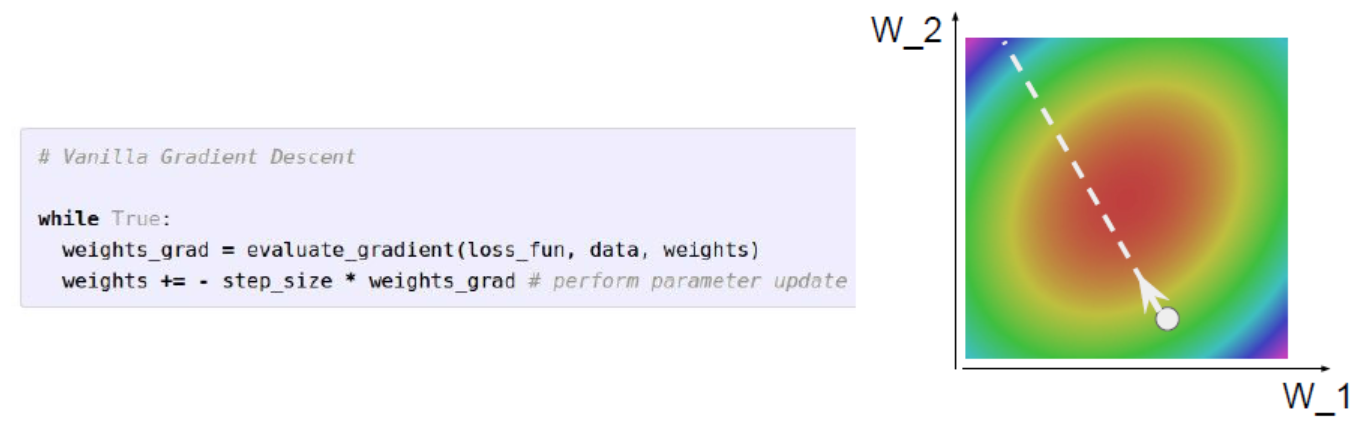 # Vanilla Gradient Descent
while True:
weights_grad = evaluate_gradient(loss_fun, data, weights)
weights += - step_size * weights_grad # perform parameter update
W_2
W_1